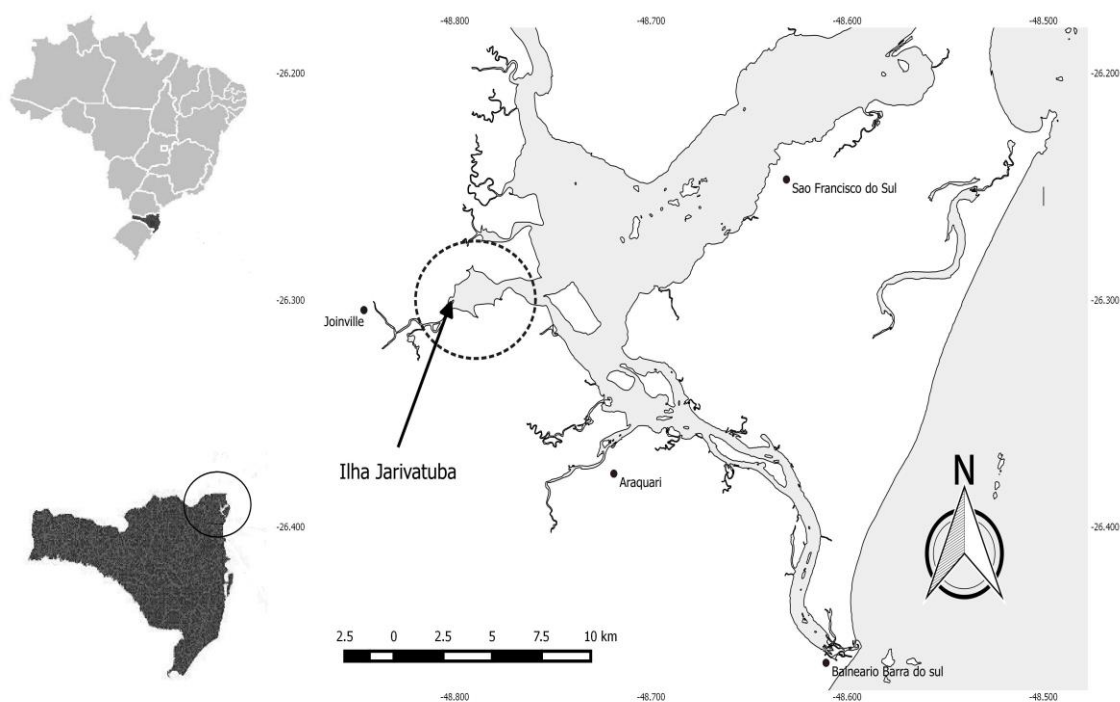 -48.800
-48.700
-48.600
-48.500
-26.200
-26.200
Sao Francisco do Sul
-26.300
-26.300
Joinville
Ilha Jarivatuba
Araquari
N
-26.400
-26.400
2.5 0 2.5 5 7.5 10 km
Balneario Barra do sul
-48.800
-48.700
-48.600
-48.500